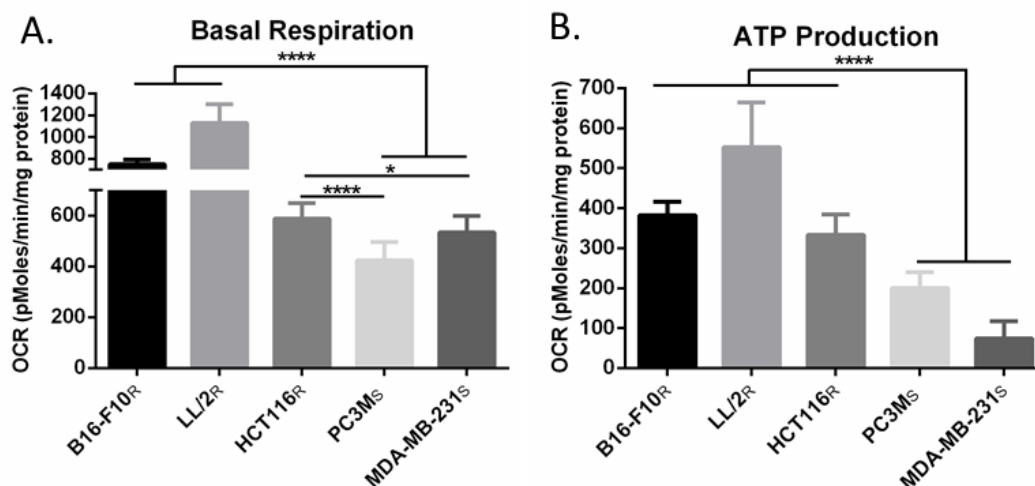 A.
Basal Respiration
OCR (pMoles/min/mg protein)
1400
1200
1000
800
600
400
200
0
****
*
****
B16-F10R
LL/2R
HCT116R
PC3MS
MDA-MB-231S
B.
ATP Production
OCR (pMoles/min/mg protein)
700
600
500
400
300
200
100
0
****
B16-F10R
LL/2R
HCT116R
PC3MS
MDA-MB-231S